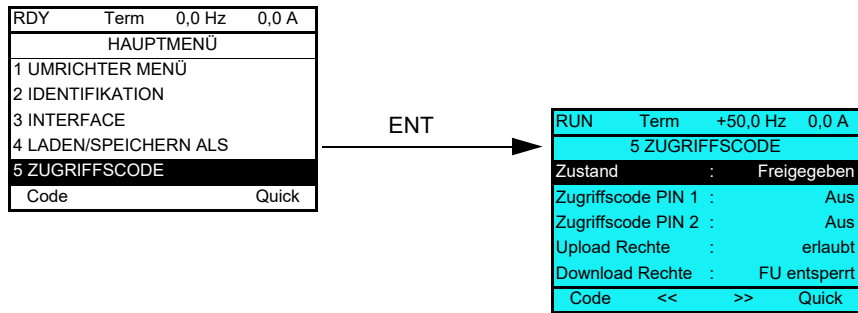 RDY Term 0,0 Hz 0,0 A
HAUPTMENÜ
1 UMRICHTER MENÜ
2 IDENTIFIKATION
3 INTERFACE
4 LADEN/SPEICHERN ALS
5 ZUGRIFFSCODE
Code Quick
ENT
RUN Term +50,0 Hz 0,0 A
5 ZUGRIFFSCODE
Zustand : Freigegeben
Zugriffscode PIN 1 : Aus
Zugriffscode PIN 2 : Aus
Upload Rechte : erlaubt
Download Rechte : FU entsperrt
Code << >> Quick